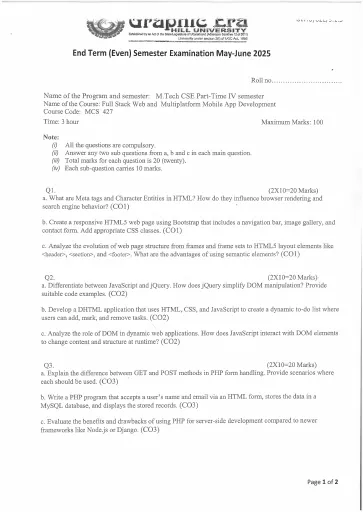 Graphic Era
HILL UNIVERSITY
University under section 2(f) of UGC Act, 1956
End Term (Even) Semester Examination May-June 2025
Roll no..............................
Name of the Program and semester: M.Tech CSE Part-Time IV semester
Name of the Course: Full Stack Web and Multiplatform Mobile App Development
Course Code: MCS 427
Time: 3 hour Maximum Marks: 100
Note:
(i) All the questions are compulsory.
(ii) Answer any two sub questions from a, b and c in each main question.
(iii) Total marks for each question is 20 (twenty).
(iv) Each sub-question carries 10 marks.
Q1. (2X10=20 Marks)
a. What are Meta tags and Character Entities in HTML? How do they influence browser rendering and
search engine behavior? (CO1)
b. Create a responsive HTML5 web page using Bootstrap that includes a navigation bar, image gallery, and
contact form. Add appropriate CSS classes. (CO1)
c. Analyze the evolution of web page structure from frames and frame sets to HTML5 layout elements like
<header>, <section>, and <footer>. What are the advantages of using semantic elements? (CO1)
Q2. (2X10=20 Marks)
a. Differentiate between JavaScript and jQuery. How does jQuery simplify DOM manipulation? Provide
suitable code examples. (CO2)
b. Develop a DHTML application that uses HTML, CSS, and JavaScript to create a dynamic to-do list where
users can add, mark, and remove tasks. (CO2)
c. Analyze the role of DOM in dynamic web applications. How does JavaScript interact with DOM elements
to change content and structure at runtime? (CO2)
Q3. (2X10=20 Marks)
a. Explain the difference between GET and POST methods in PHP form handling. Provide scenarios where
each should be used. (CO3)
b. Write a PHP program that accepts a user's name and email via an HTML form, stores the data in a
MySQL database, and displays the stored records. (CO3)
c. Evaluate the benefits and drawbacks of using PHP for server-side development compared to newer
frameworks like Node.js or Django. (CO3)
Page 1 of 2